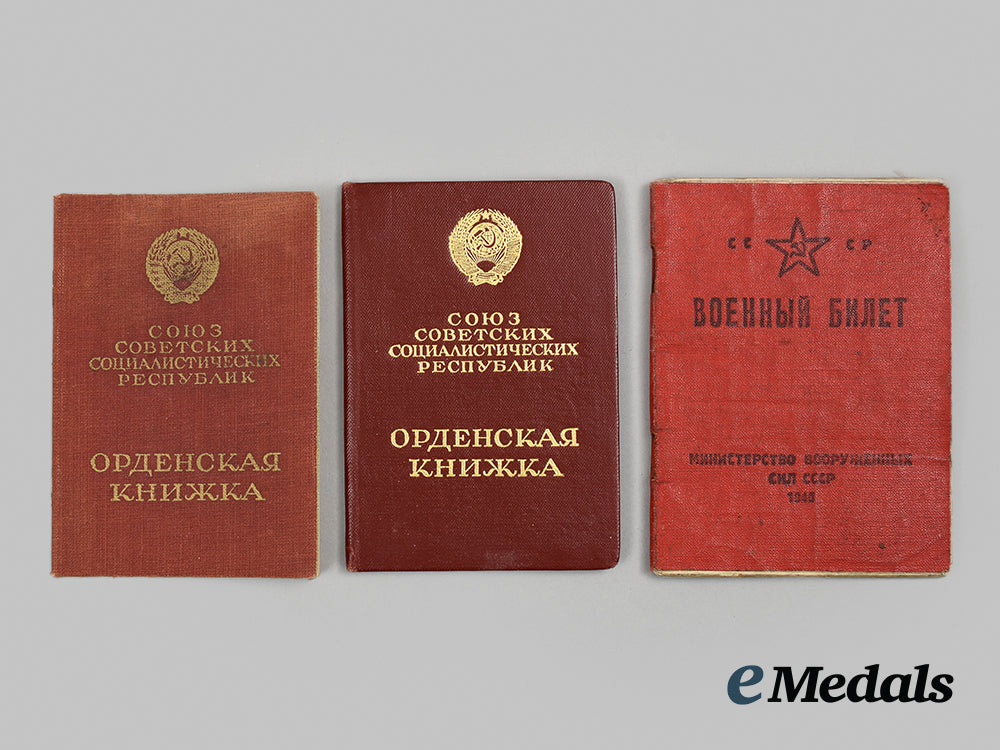 СОЮЗ
СОВЕТСКИХ
СОЦИАЛИСТИЧЕСКИХ
РЕСПУБЛИК
ОРДЕНСКАЯ
КНИЖКА
СОЮЗ
СОВЕТСКИХ
СОЦИАЛИСТИЧЕСКИХ
РЕСПУБЛИК
ОРДЕНСКАЯ
КНИЖКА
СС СР
ВОЕННЫЙ БИЛЕТ
МИНИСТЕРСТВО ВООРУЖЕННЫХ
СИЛ СССР
eMedals